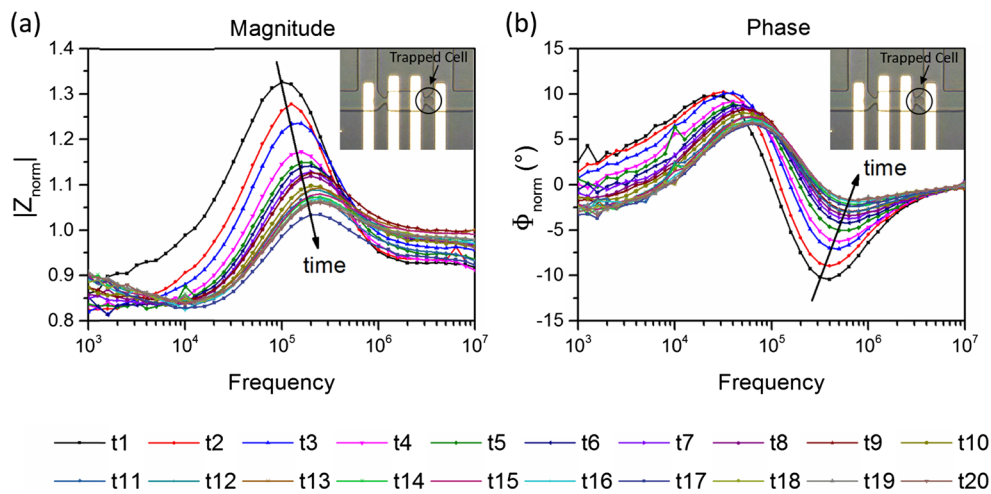 (a)
Magnitude
|Znorm|
1.4
1.3
1.2
1.1
1.0
0.9
0.8
10³ 10⁴ 10⁵ 10⁶ 10⁷
Frequency
Trapped Cell
time
(b)
Phase
Φnorm (°)
15
10
5
0
-5
-10
-15
10³ 10⁴ 10⁵ 10⁶ 10⁷
Frequency
Trapped Cell
time
t1 t2 t3 t4 t5 t6 t7 t8 t9 t10
t11 t12 t13 t14 t15 t16 t17 t18 t19 t20